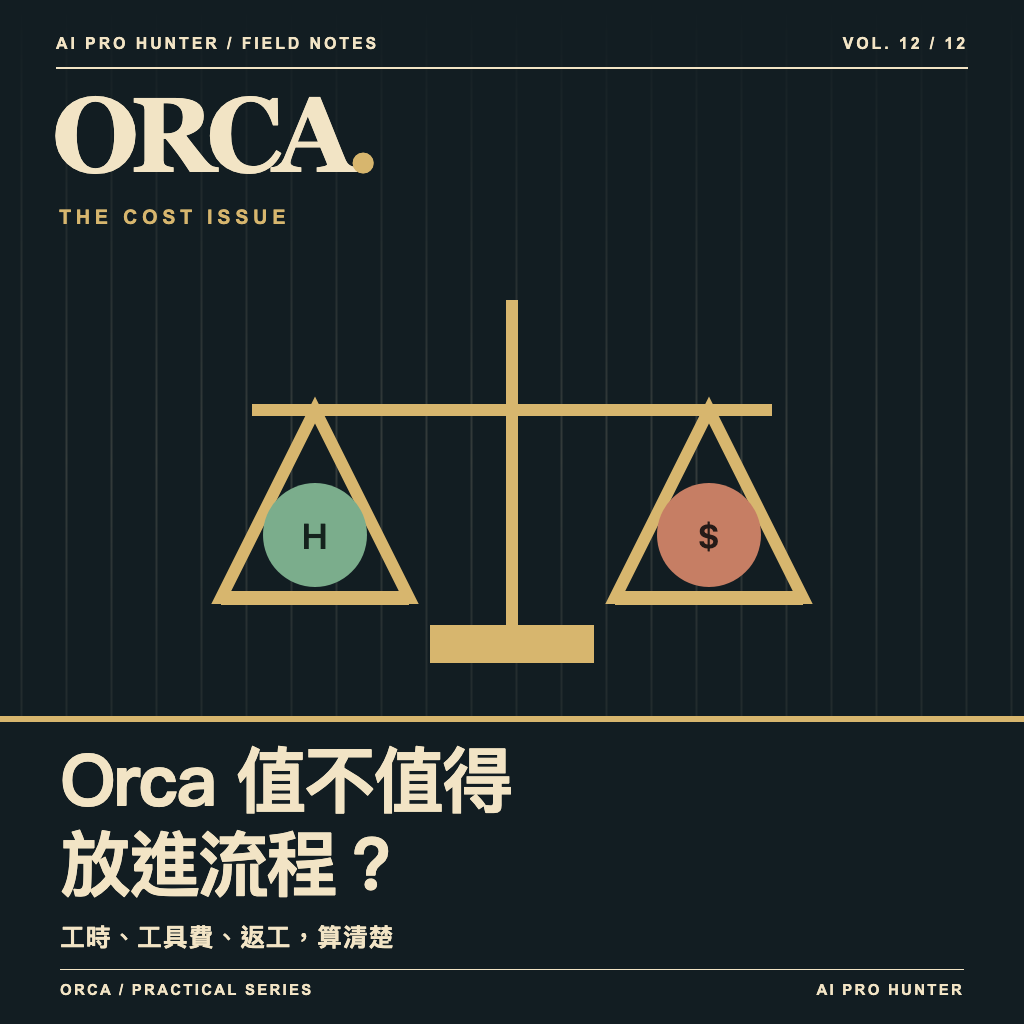 AI PRO HUNTER / FIELD NOTES
VOL. 12 / 12
ORCA.
THE COST ISSUE
H
$
Orca 值不值得
放進流程？
工時、工具費、返工，算清楚
ORCA / PRACTICAL SERIES
AI PRO HUNTER